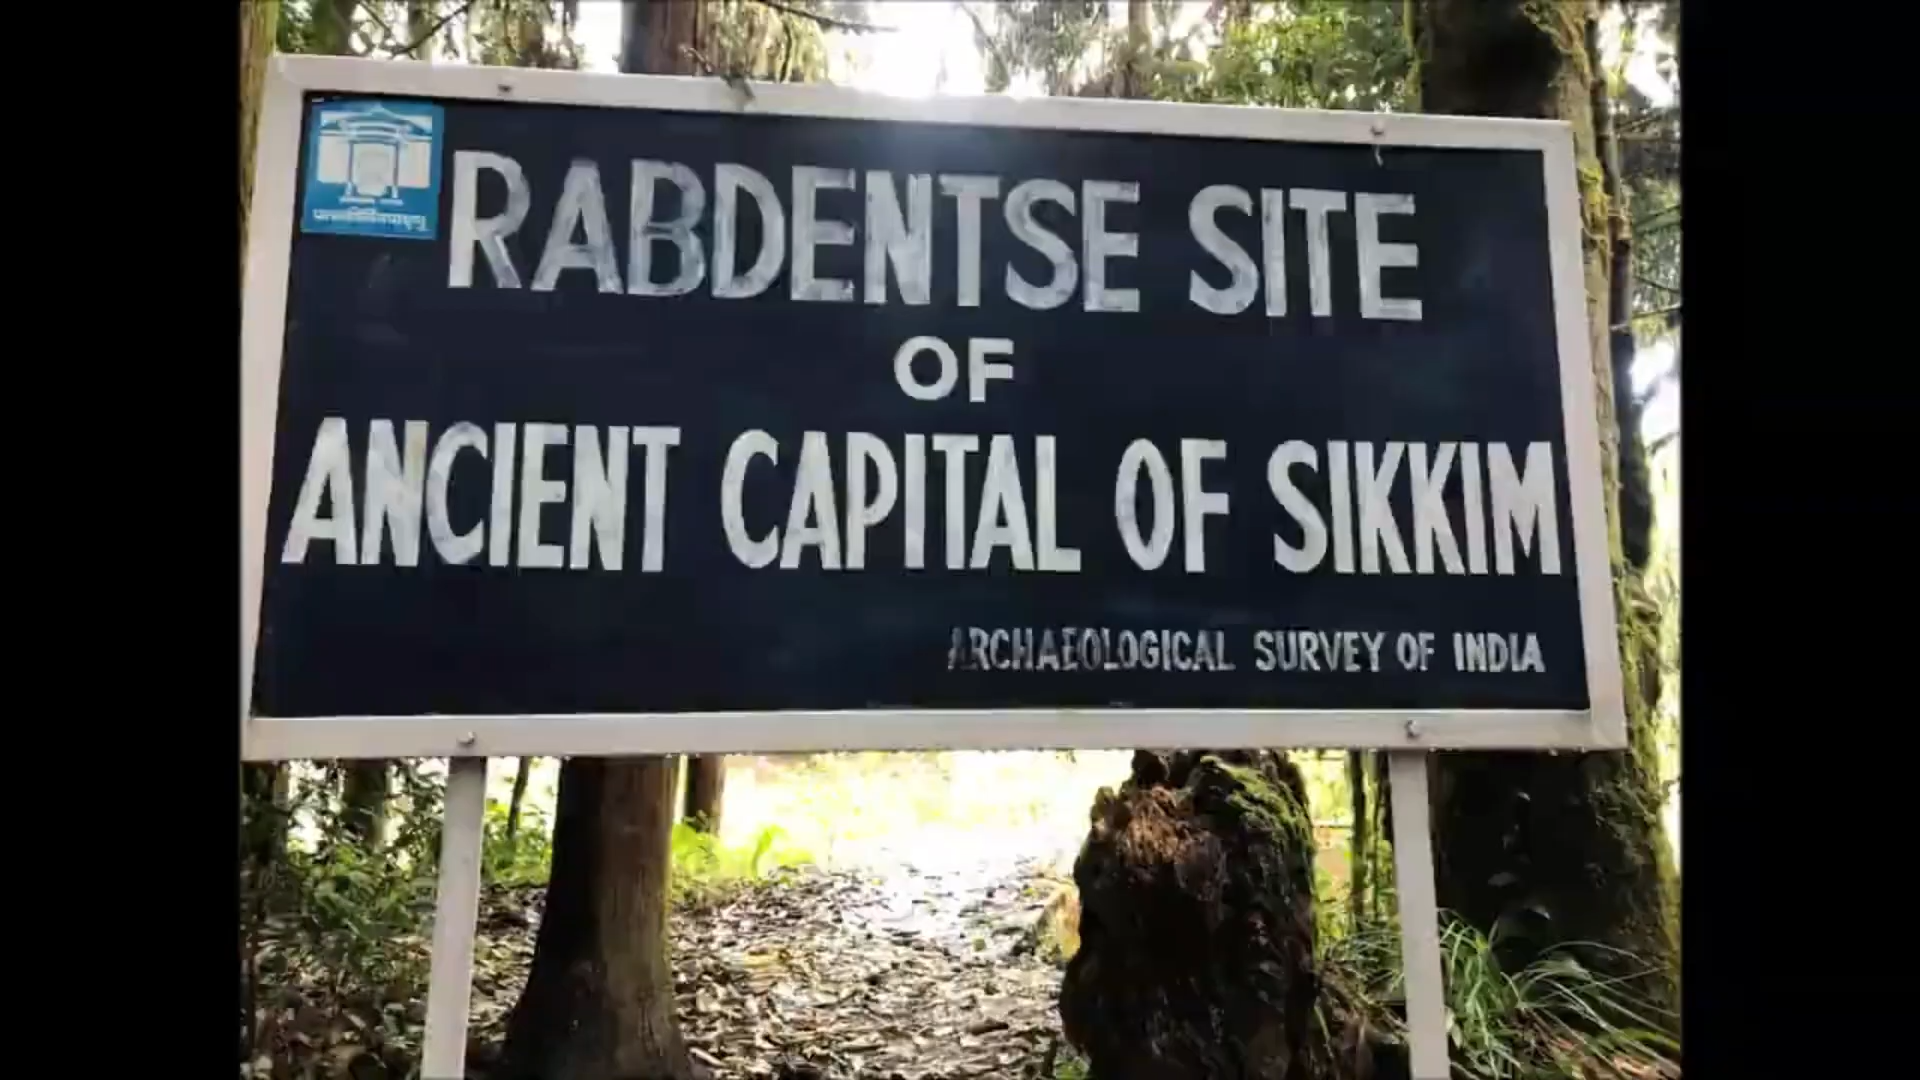 RABDENTSE SITE
OF
ANCIENT CAPITAL OF SIKKIM
ARCHAEOLOGICAL SURVEY OF INDIA